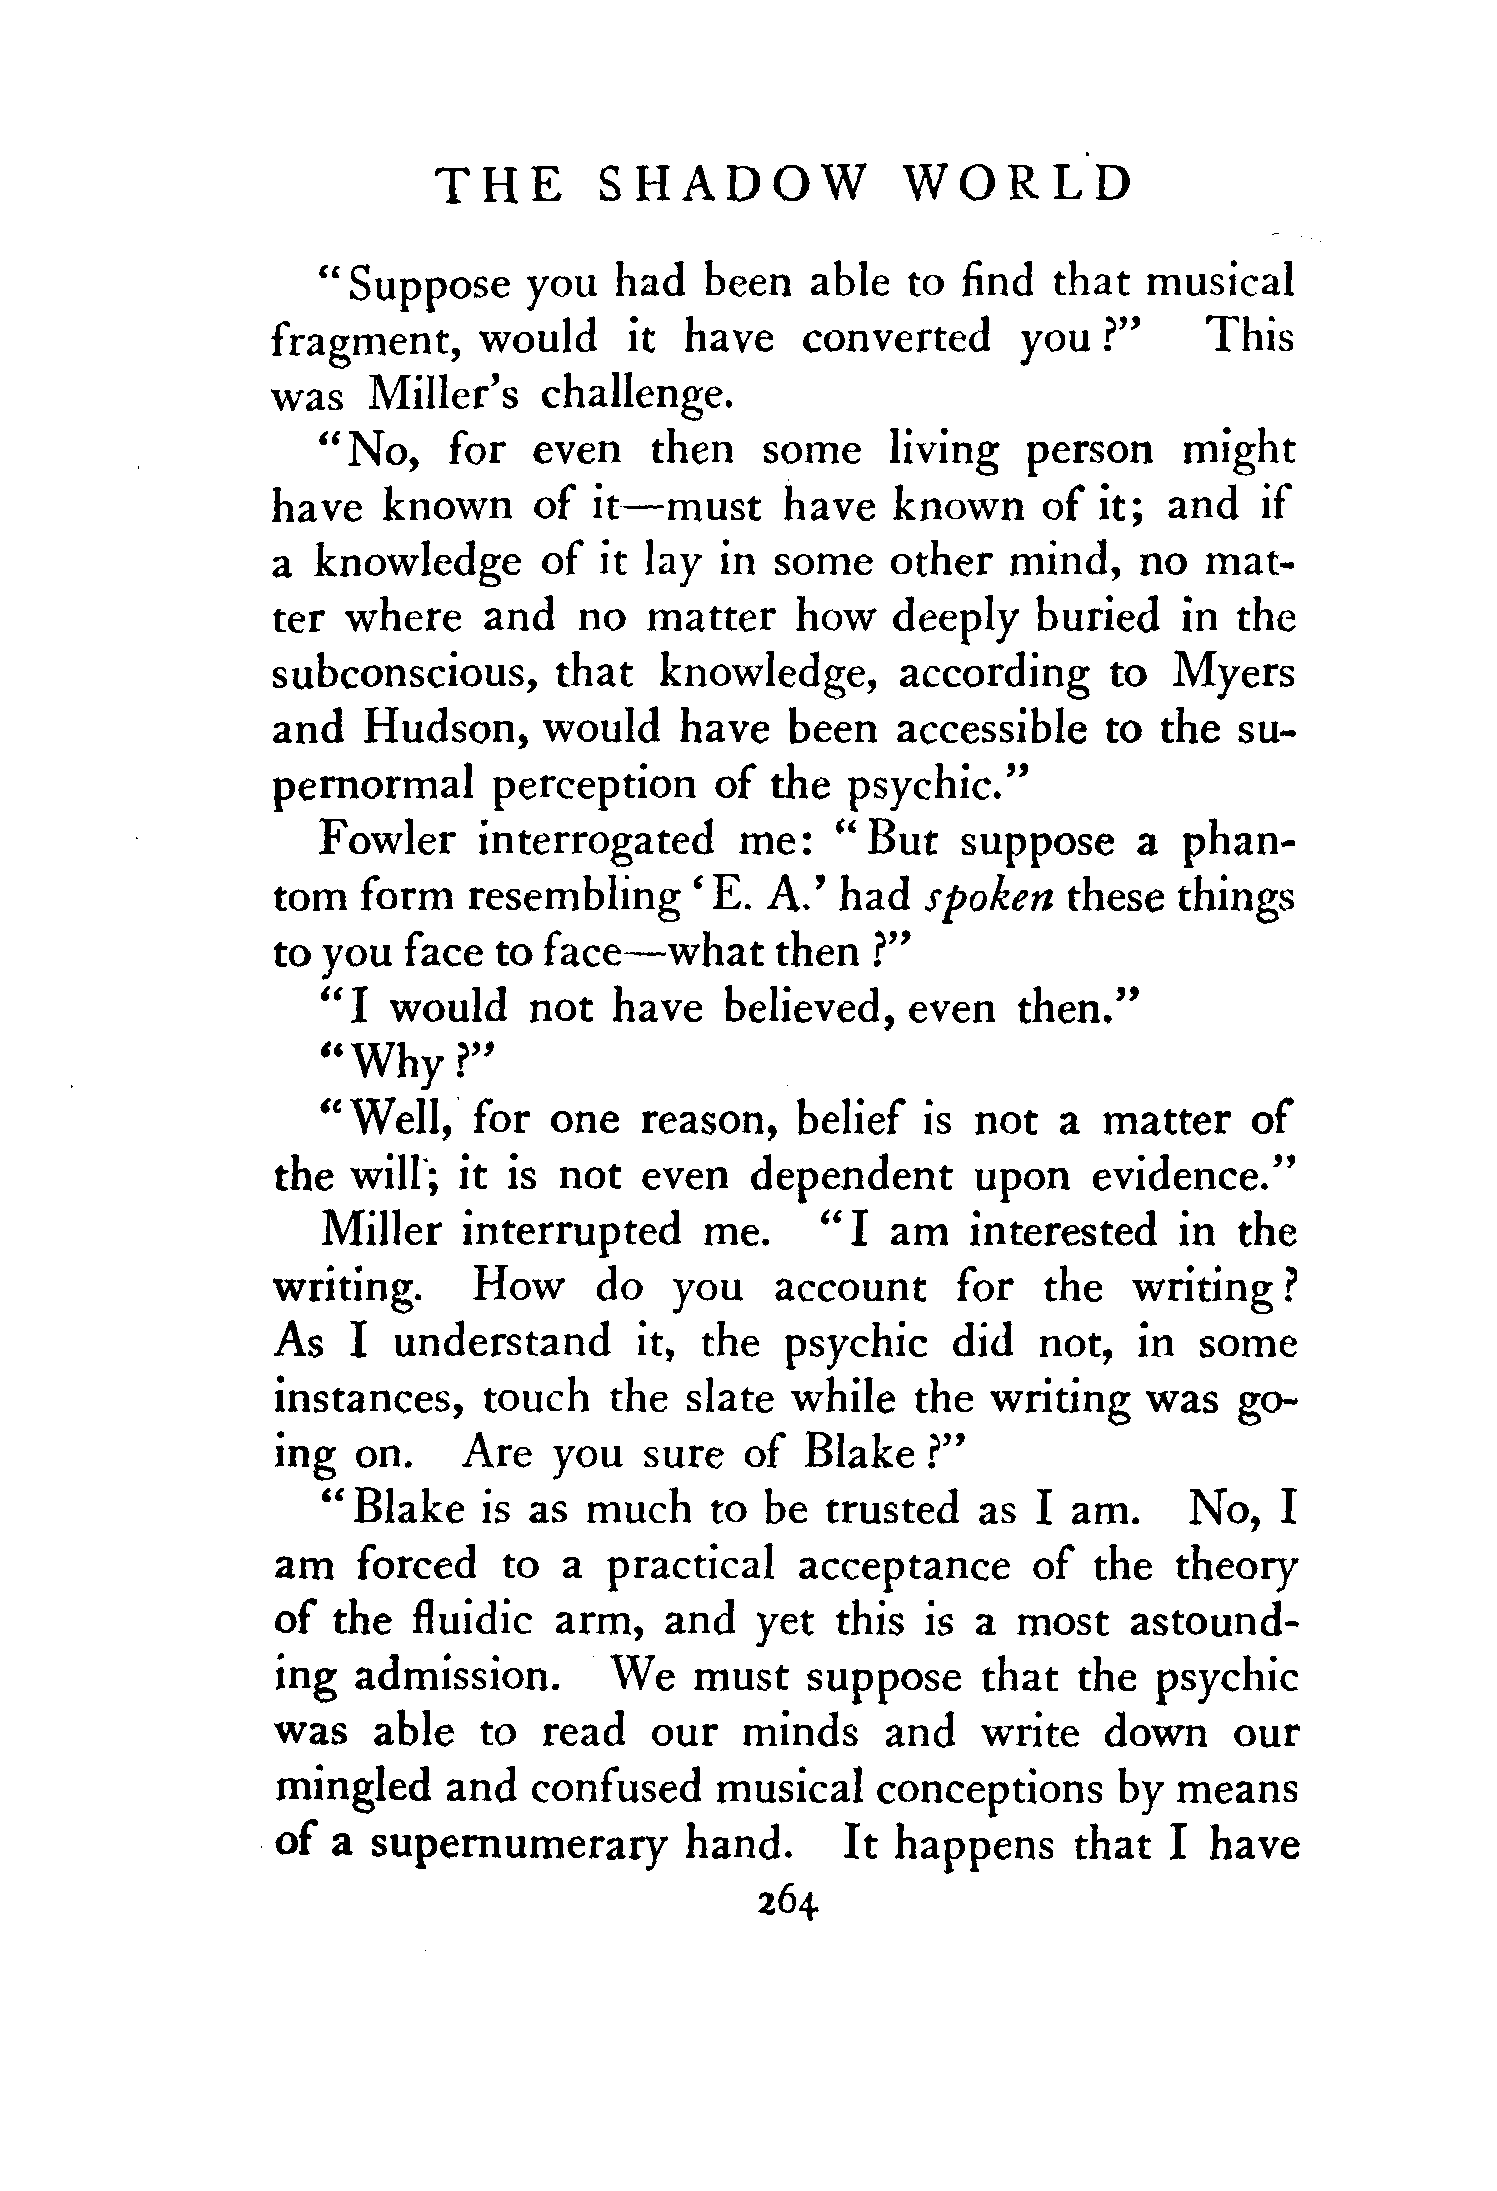 THE SHADOW WORLD
"Suppose you had been able to find that musical
fragment, would it have converted you?" This
was Miller's challenge.
"No, for even then some living person might
have known of it—must have known of it; and if
a knowledge of it lay in some other mind, no mat-
ter where and no matter how deeply buried in the
subconscious, that knowledge, according to Myers
and Hudson, would have been accessible to the su-
pernormal perception of the psychic."
Fowler interrogated me: "But suppose a phan-
tom form resembling 'E. A.' had spoken these things
to you face to face—what then?"
"I would not have believed, even then."
"Why?"
"Well, for one reason, belief is not a matter of
the will; it is not even dependent upon evidence."
Miller interrupted me. "I am interested in the
writing. How do you account for the writing?
As I understand it, the psychic did not, in some
instances, touch the slate while the writing was go-
ing on. Are you sure of Blake?"
"Blake is as much to be trusted as I am. No, I
am forced to a practical acceptance of the theory
of the fluidic arm, and yet this is a most astound-
ing admission. We must suppose that the psychic
was able to read our minds and write down our
mingled and confused musical conceptions by means
of a supernumerary hand. It happens that I have
264